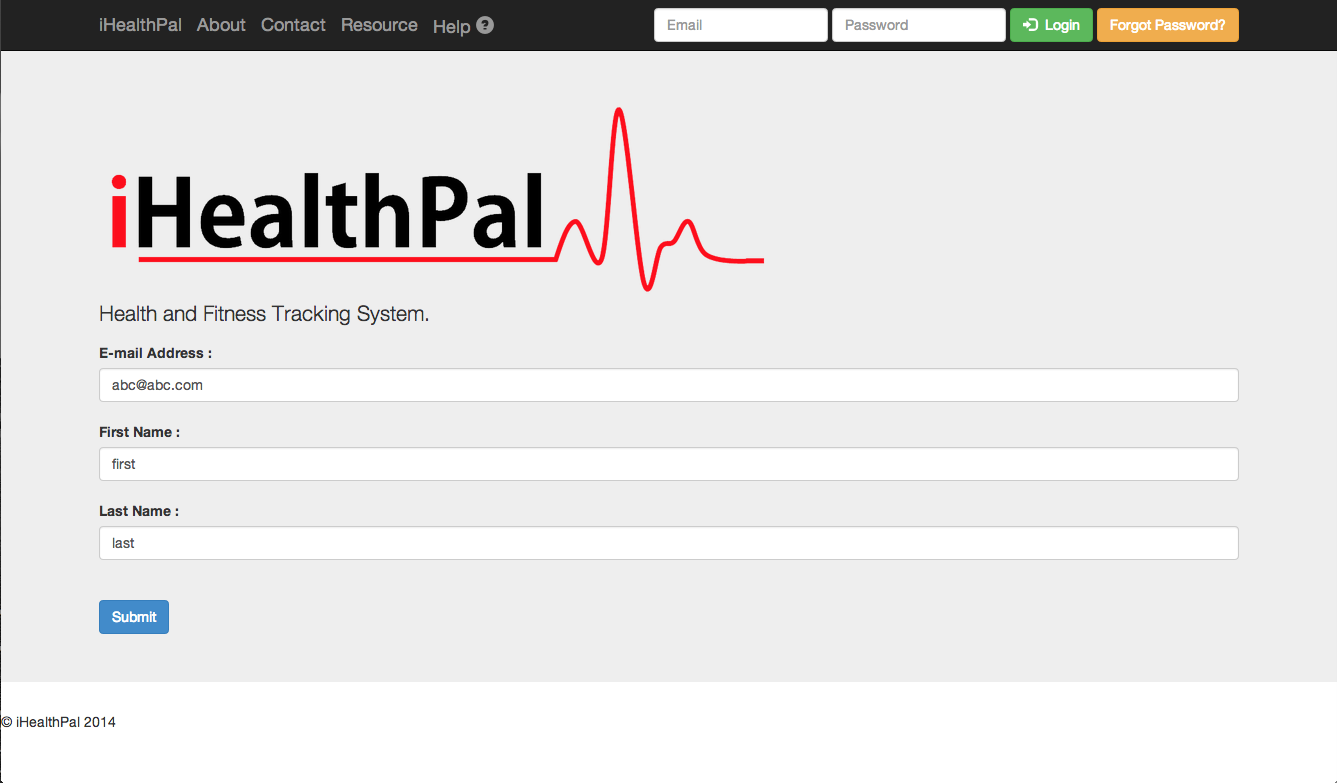 iHealthPal About Contact Resource Help ? Email Password Login Forgot Password?
iHealthPal
Health and Fitness Tracking System.
E-mail Address :
abc@abc.com
First Name :
first
Last Name :
last
Submit
© iHealthPal 2014